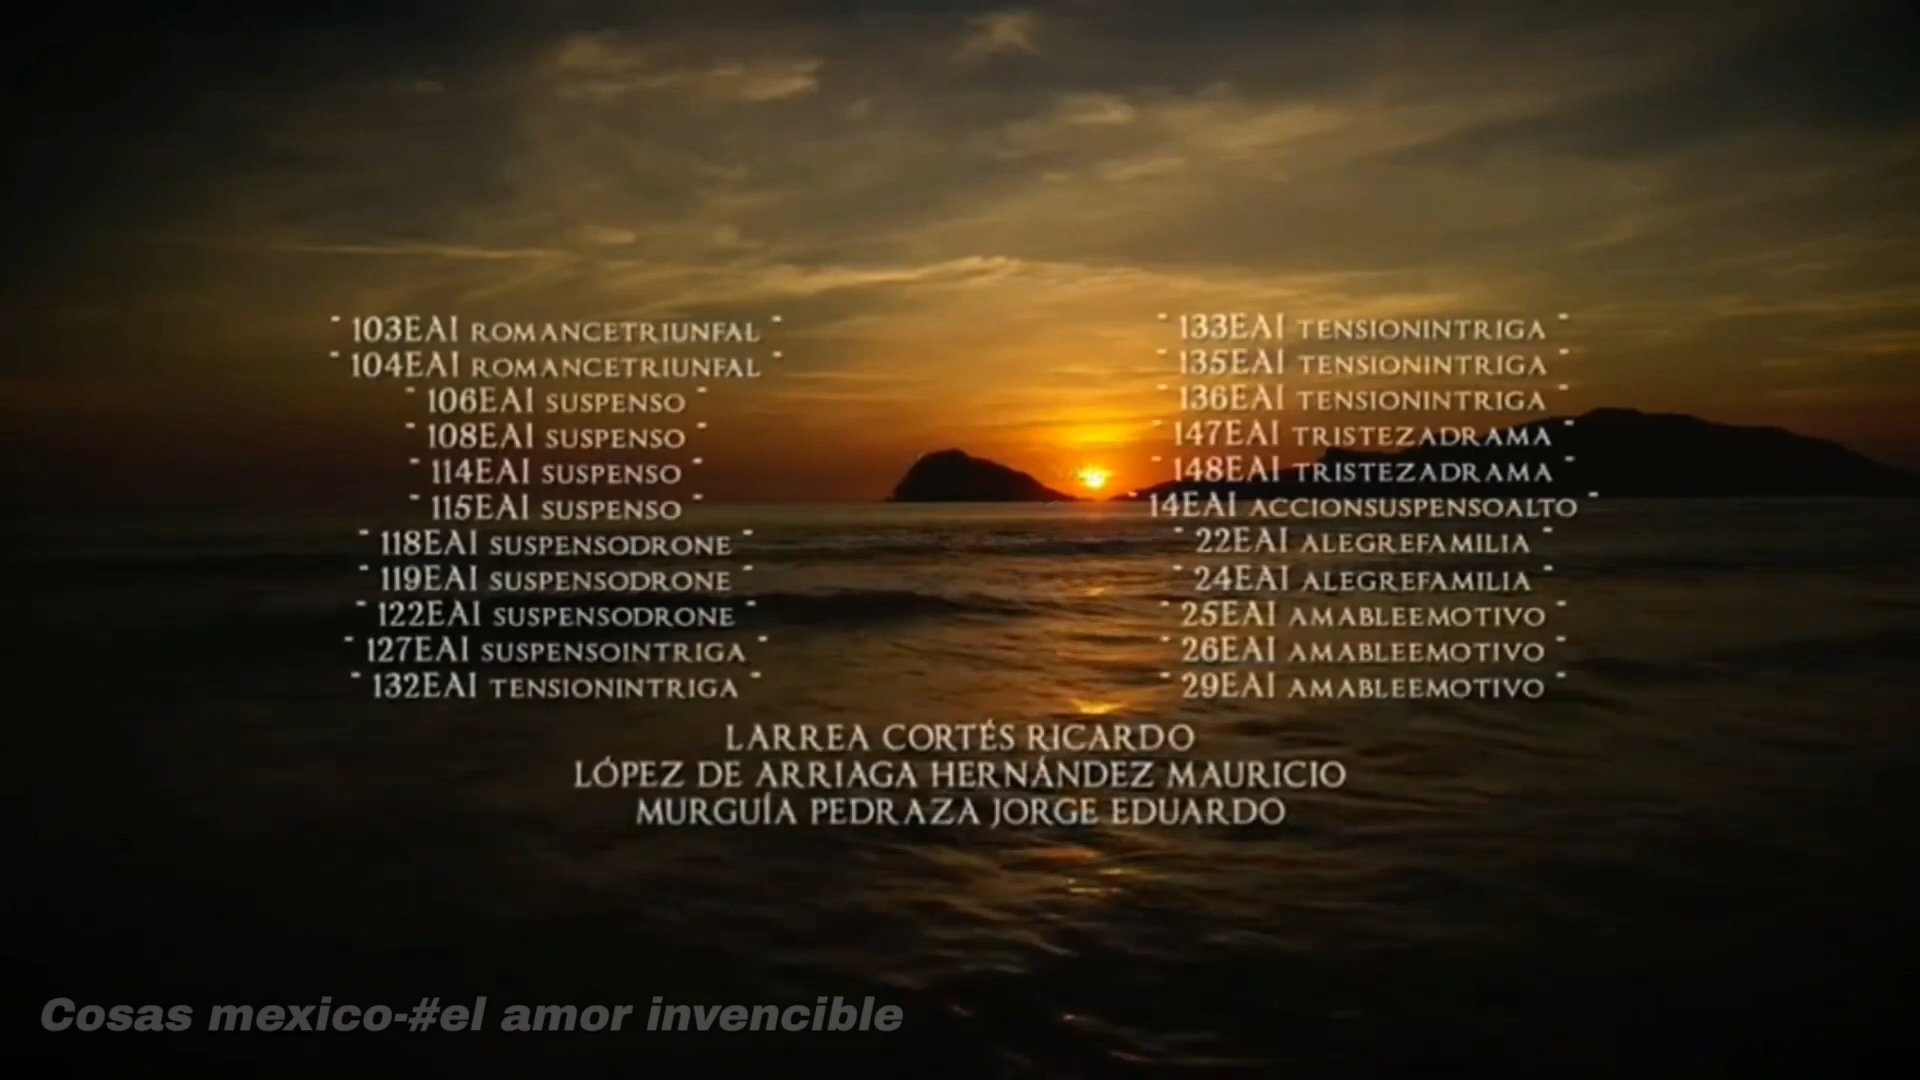 " 103EAI ROMANCETRIUNFAL "
" 104EAI ROMANCETRIUNFAL "
" 106EAI SUSPENSO "
" 108EAI SUSPENSO "
" 114EAI SUSPENSO "
" 115EAI SUSPENSO "
" 118EAI SUSPENSODRONE "
" 119EAI SUSPENSODRONE "
" 122EAI SUSPENSODRONE "
" 127EAI SUSPENSOINTRIGA "
" 132EAI TENSIONINTRIGA "
" 133EAI TENSIONINTRIGA "
" 135EAI TENSIONINTRIGA "
" 136EAI TENSIONINTRIGA "
" 147EAI TRISTEZADRAMA "
" 148EAI TRISTEZADRAMA "
" 14EAI ACCIONSUSPENSOALTO "
" 22EAI ALEGREFAMILIA "
" 24EAI ALEGREFAMILIA "
" 25EAI AMABLEEMOTIVO "
" 26EAI AMABLEEMOTIVO "
" 29EAI AMABLEEMOTIVO "
LARREA CORTÉS RICARDO
LÓPEZ DE ARRIAGA HERNÁNDEZ MAURICIO
MURGUÍA PEDRAZA JORGE EDUARDO
Cosas mexico-#el amor invencible